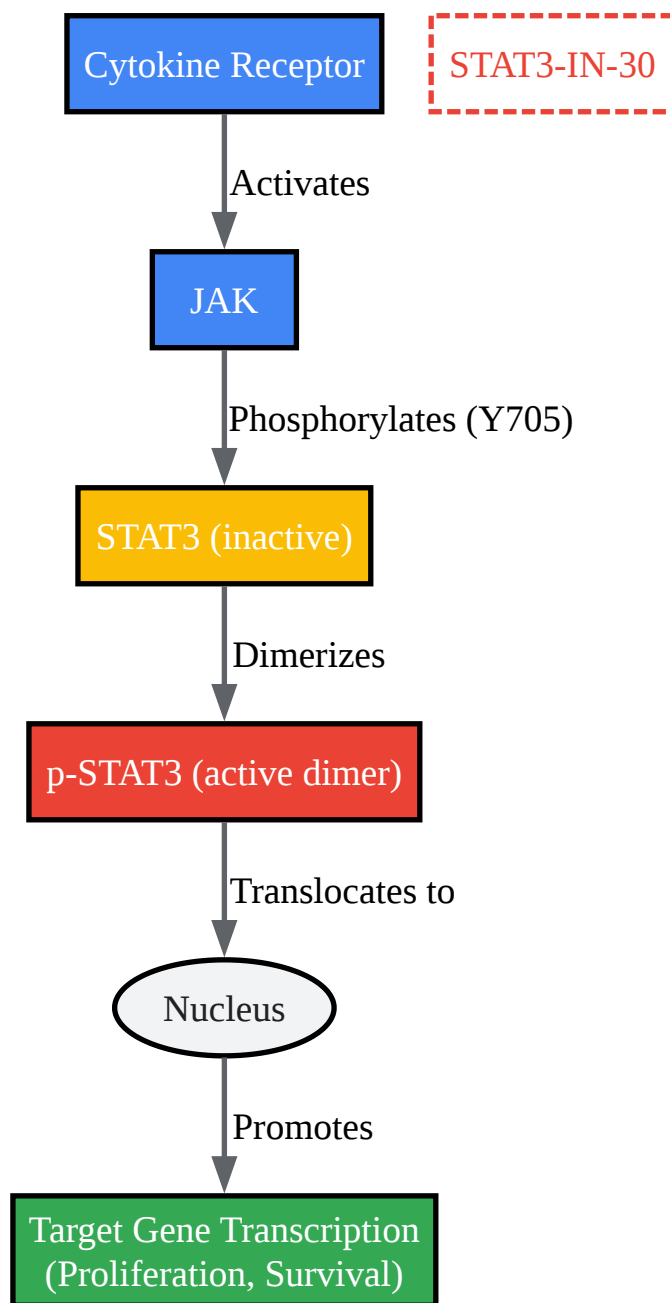 Cytokine Receptor
STAT3-IN-30
Activates
JAK
Phosphorylates (Y705)
STAT3 (inactive)
Dimerizes
p-STAT3 (active dimer)
Translocates to
Nucleus
Promotes
Target Gene Transcription
(Proliferation, Survival)